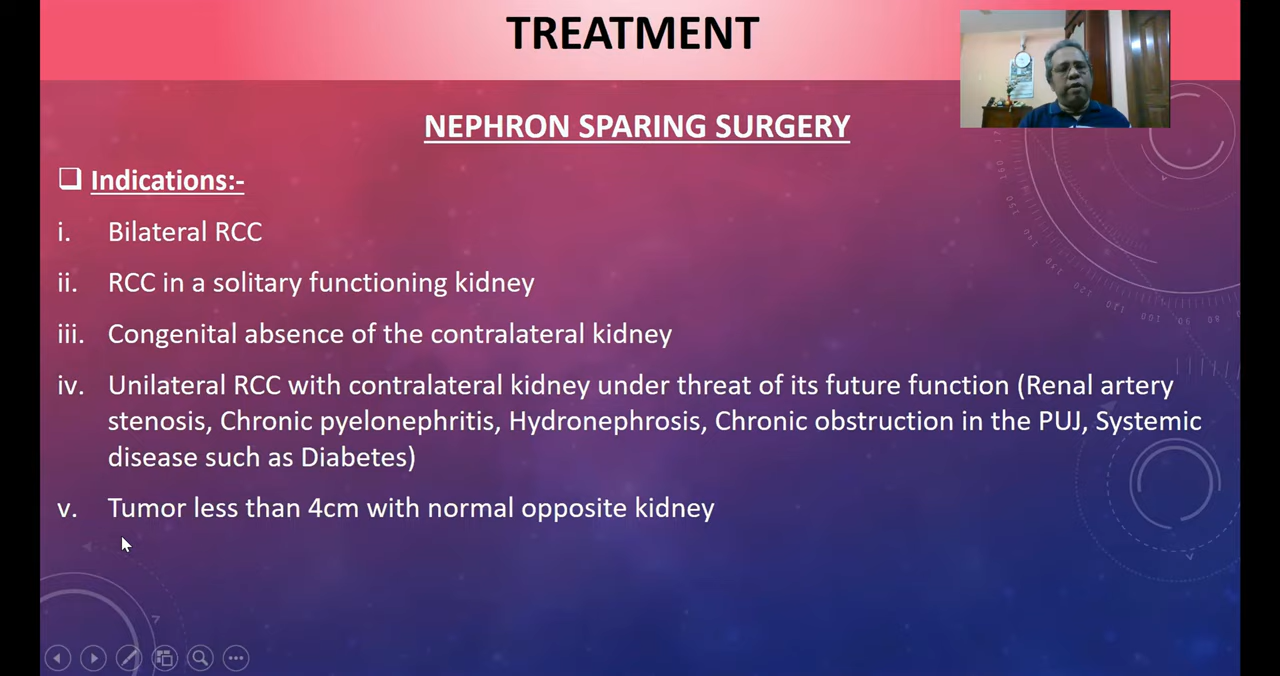 TREATMENT
NEPHRON SPARING SURGERY
❑ Indications:-
i. Bilateral RCC
ii. RCC in a solitary functioning kidney
iii. Congenital absence of the contralateral kidney
iv. Unilateral RCC with contralateral kidney under threat of its future function (Renal artery
stenosis, Chronic pyelonephritis, Hydronephrosis, Chronic obstruction in the PUJ, Systemic
disease such as Diabetes)
v. Tumor less than 4cm with normal opposite kidney